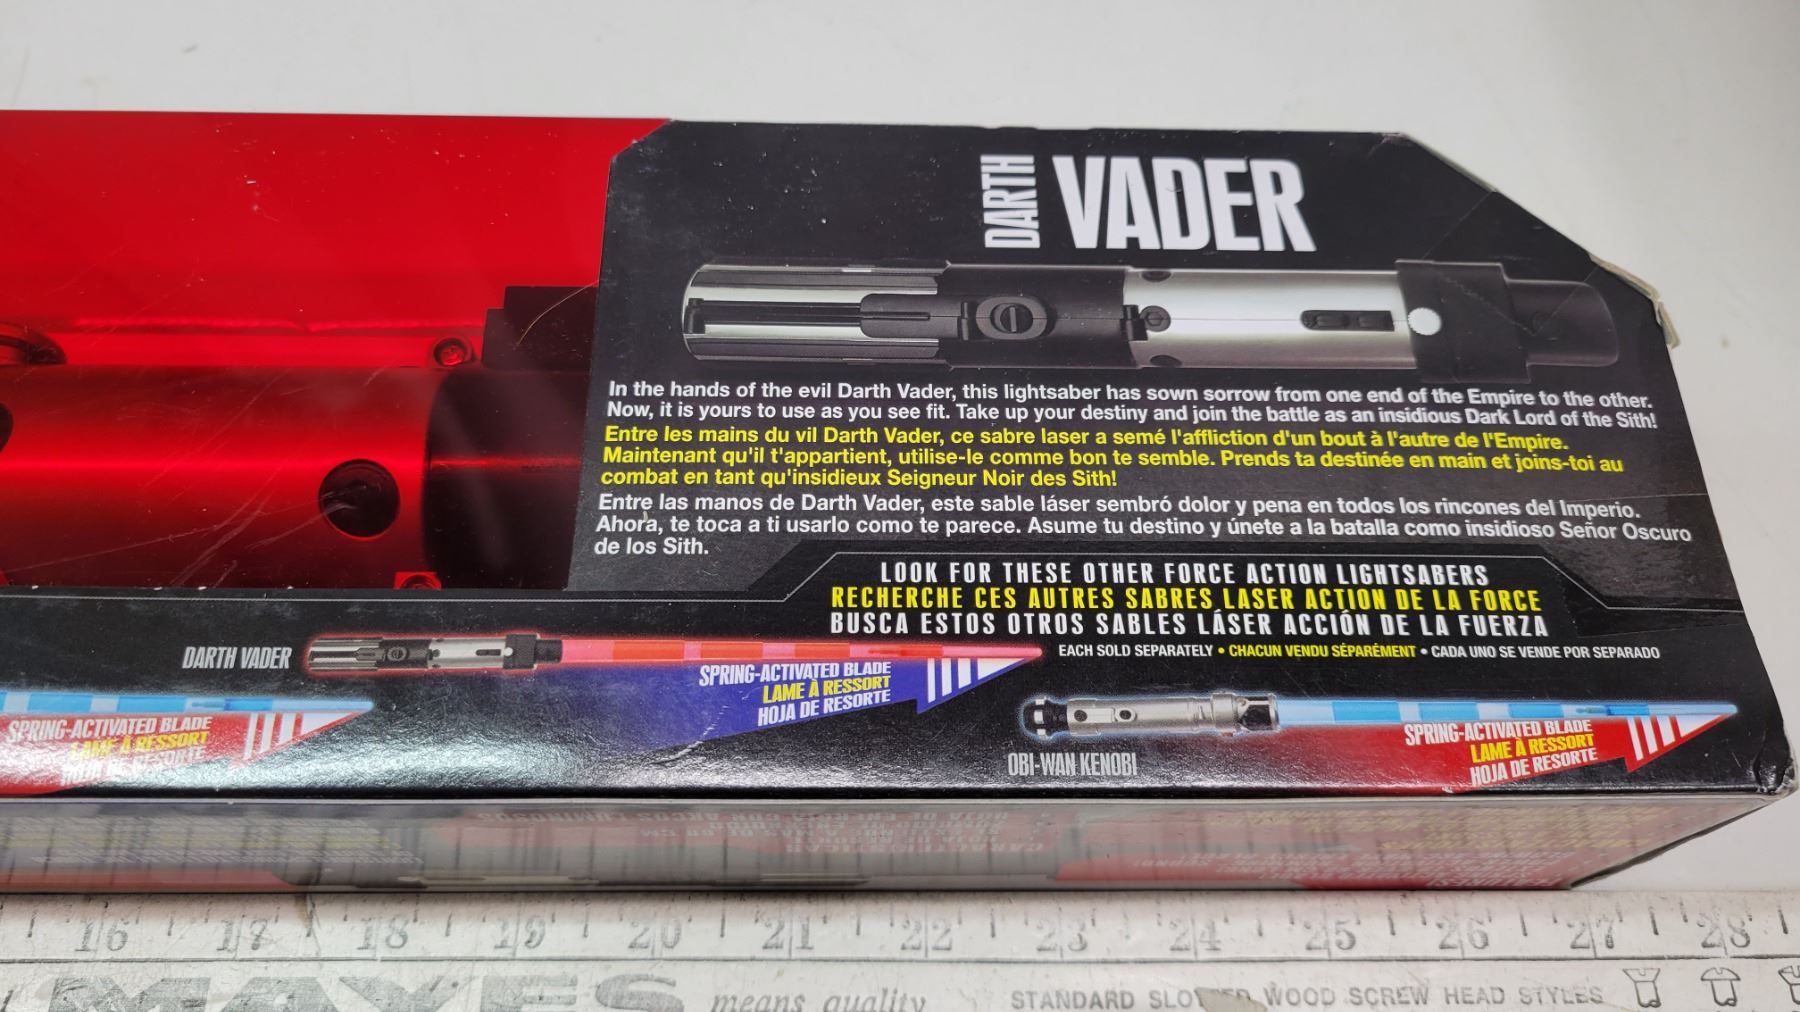 DARTH VADER
In the hands of the evil Darth Vader, this lightsaber has sown sorrow from one end of the Empire to the other.
Now, it is yours to use as you see fit. Take up your destiny and join the battle as an insidious Dark Lord of the Sith!
Entre les mains du vil Darth Vader, ce sabre laser a semé l'affliction d'un bout à l'autre de l'Empire.
Maintenant qu'il t'appartient, utilise-le comme bon te semble. Prends ta destinée en main et joins-toi au
combat en tant qu'insidieux Seigneur Noir des Sith!
Entre las manos de Darth Vader, este sable láser sembró dolor y pena en todos los rincones del Imperio.
Ahora, te toca a ti usarlo como te parece. Asume tu destino y únete a la batalla como insidioso Señor Oscuro
de los Sith.
LOOK FOR THESE OTHER FORCE ACTION LIGHTSABERS
RECHERCHE CES AUTRES SABRES LASER ACTION DE LA FORCE
BUSCA ESTOS OTROS SABLES LÁSER ACCIÓN DE LA FUERZA
EACH SOLD SEPARATELY • CHACUN VENDU SÉPARÉMENT • CADA UNO SE VENDE POR SEPARADO
DARTH VADER
SPRING-ACTIVATED BLADE
LAME À RESSORT
HOJA DE RESORTE
SPRING-ACTIVATED BLADE
LAME À RESSORT
HOJA DE RESORTE
OBI-WAN KENOBI
SPRING-ACTIVATED BLADE
LAME À RESSORT
HOJA DE RESORTE
16 17 18 19 20 21 22 23 24 25 26 27 28
MAYES means quality STANDARD SLOTTED WOOD SCREW HEAD STYLES